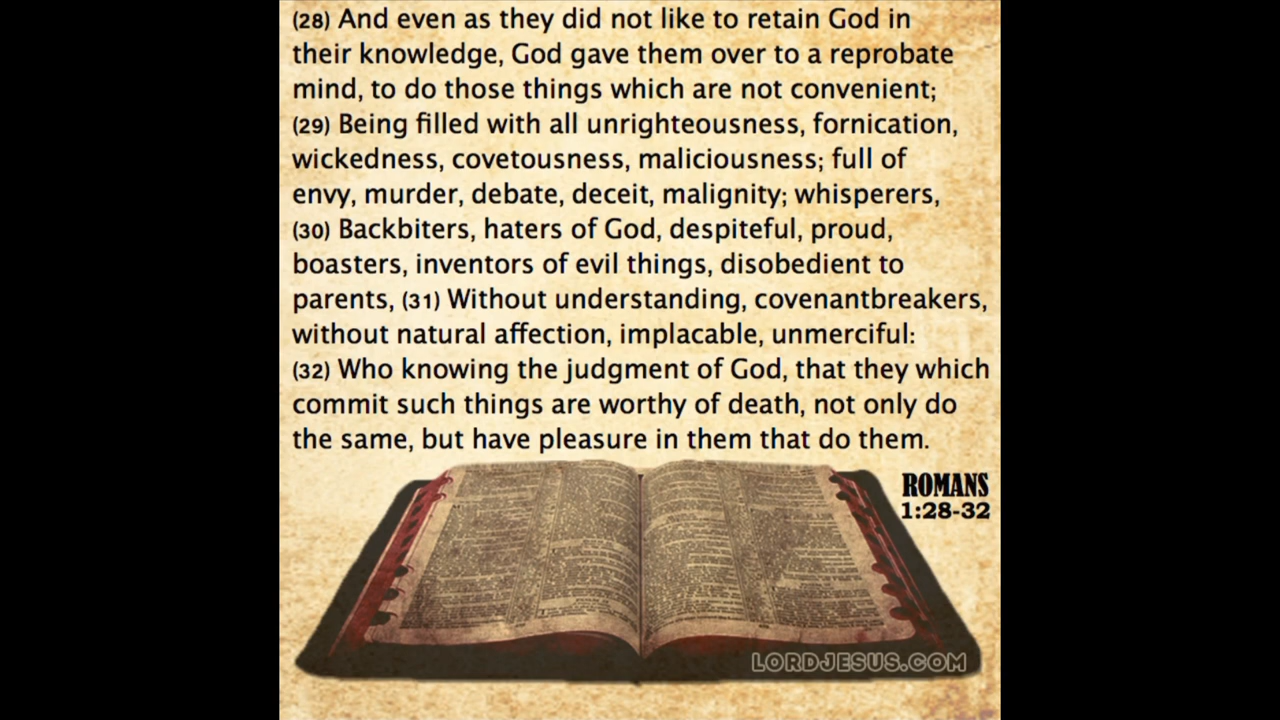 (28) And even as they did not like to retain God in
their knowledge, God gave them over to a reprobate
mind, to do those things which are not convenient;
(29) Being filled with all unrighteousness, fornication,
wickedness, covetousness, maliciousness; full of
envy, murder, debate, deceit, malignity; whisperers,
(30) Backbiters, haters of God, despiteful, proud,
boasters, inventors of evil things, disobedient to
parents, (31) Without understanding, covenantbreakers,
without natural affection, implacable, unmerciful:
(32) Who knowing the judgment of God, that they which
commit such things are worthy of death, not only do
the same, but have pleasure in them that do them.
ROMANS
1:28-32
LORDJESUS.COM